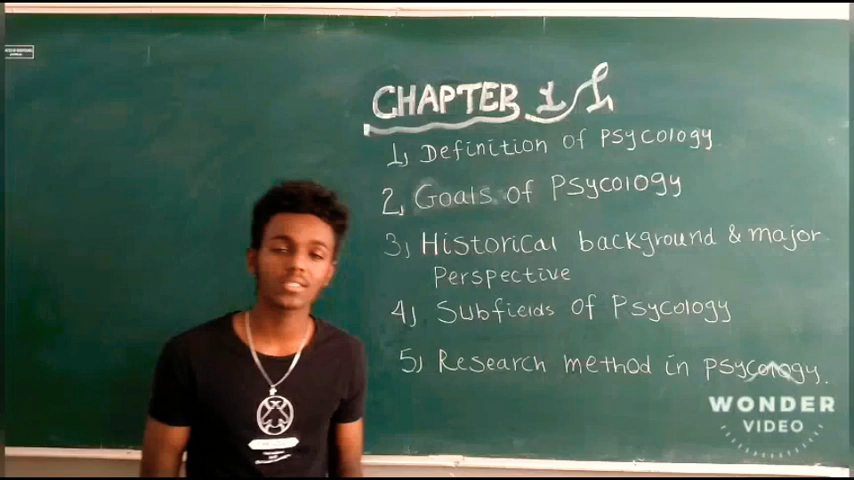 CHAPTER 1
1, Definition of Psycology
2, Goals of Psycology
3, Historical background & major
Perspective
4, Subfields of Psycology
5, Research method in psycology.
WONDER
VIDEO